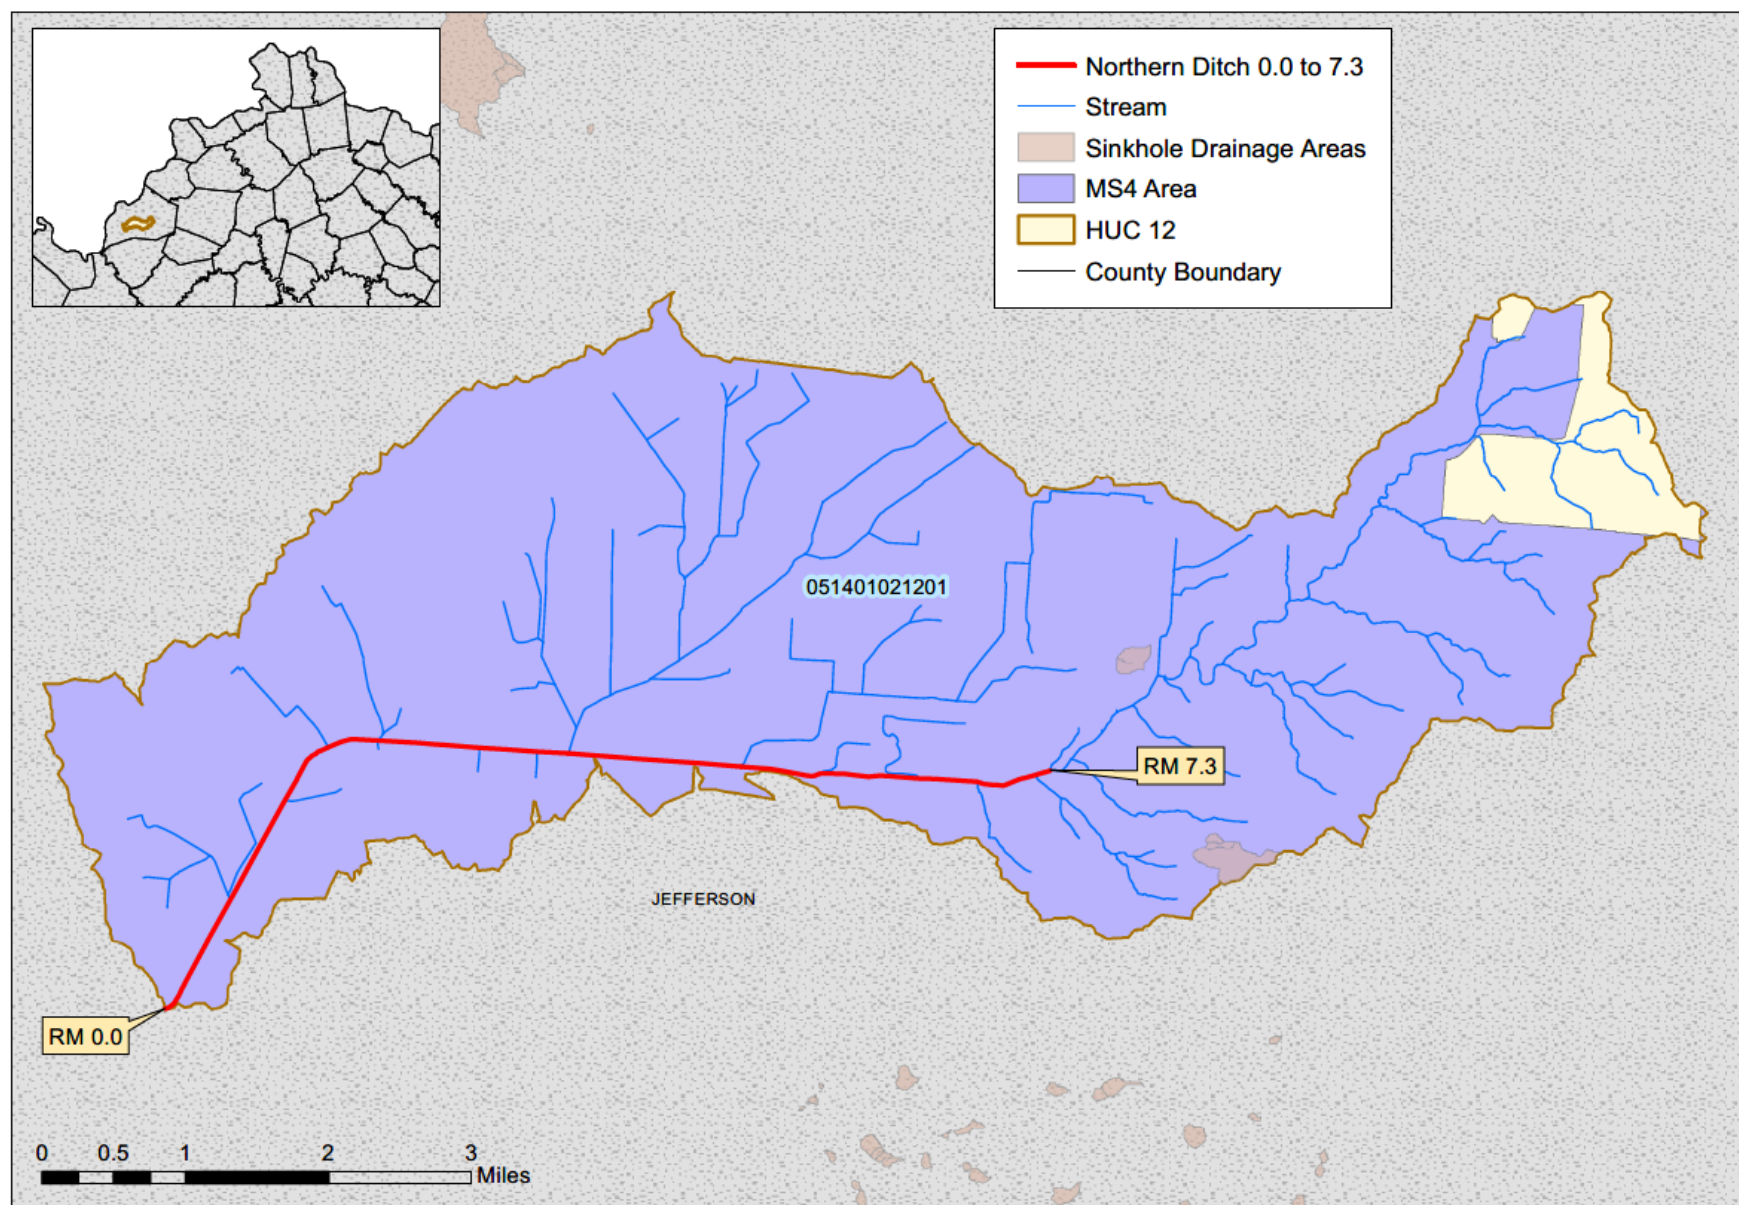 Northern Ditch 0.0 to 7.3
Stream
Sinkhole Drainage Areas
MS4 Area
HUC 12
County Boundary
051401021201
RM 7.3
JEFFERSON
RM 0.0
0 0.5 1 2 3
Miles